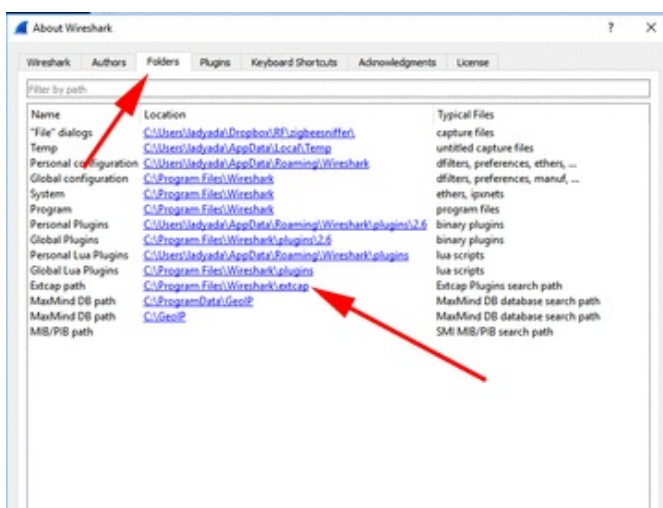 About Wireshark
Wireshark Authors Folders Plugins Keyboard Shortcuts Acknowledgments License
Filter by path
Name Location Typical Files
"File" dialogs C:\Users\ladyada\Dropbox\RF\zigbeesniffer\ capture files
Temp C:\Users\ladyada\AppData\Local\Temp untitled capture files
Personal configuration C:\Users\ladyada\AppData\Roaming\Wireshark dfilters, preferences, ethers, ...
Global configuration C:\Program Files\Wireshark dfilters, preferences, manuf, ...
System C:\Program Files\Wireshark ethers, ipxnets
Program C:\Program Files\Wireshark program files
Personal Plugins C:\Users\ladyada\AppData\Roaming\Wireshark\plugins\2.6 binary plugins
Global Plugins C:\Program Files\Wireshark\plugins\2.6 binary plugins
Personal Lua Plugins C:\Users\ladyada\AppData\Roaming\Wireshark\plugins lua scripts
Global Lua Plugins C:\Program Files\Wireshark\plugins lua scripts
Extcap path C:\Program Files\Wireshark\extcap Extcap Plugins search path
MaxMind DB path C:\ProgramData\GeoIP MaxMind DB database search path
MaxMind DB path C:\GeoIP MaxMind DB database search path
MIB/PIB path SMI MIB/PIB search path